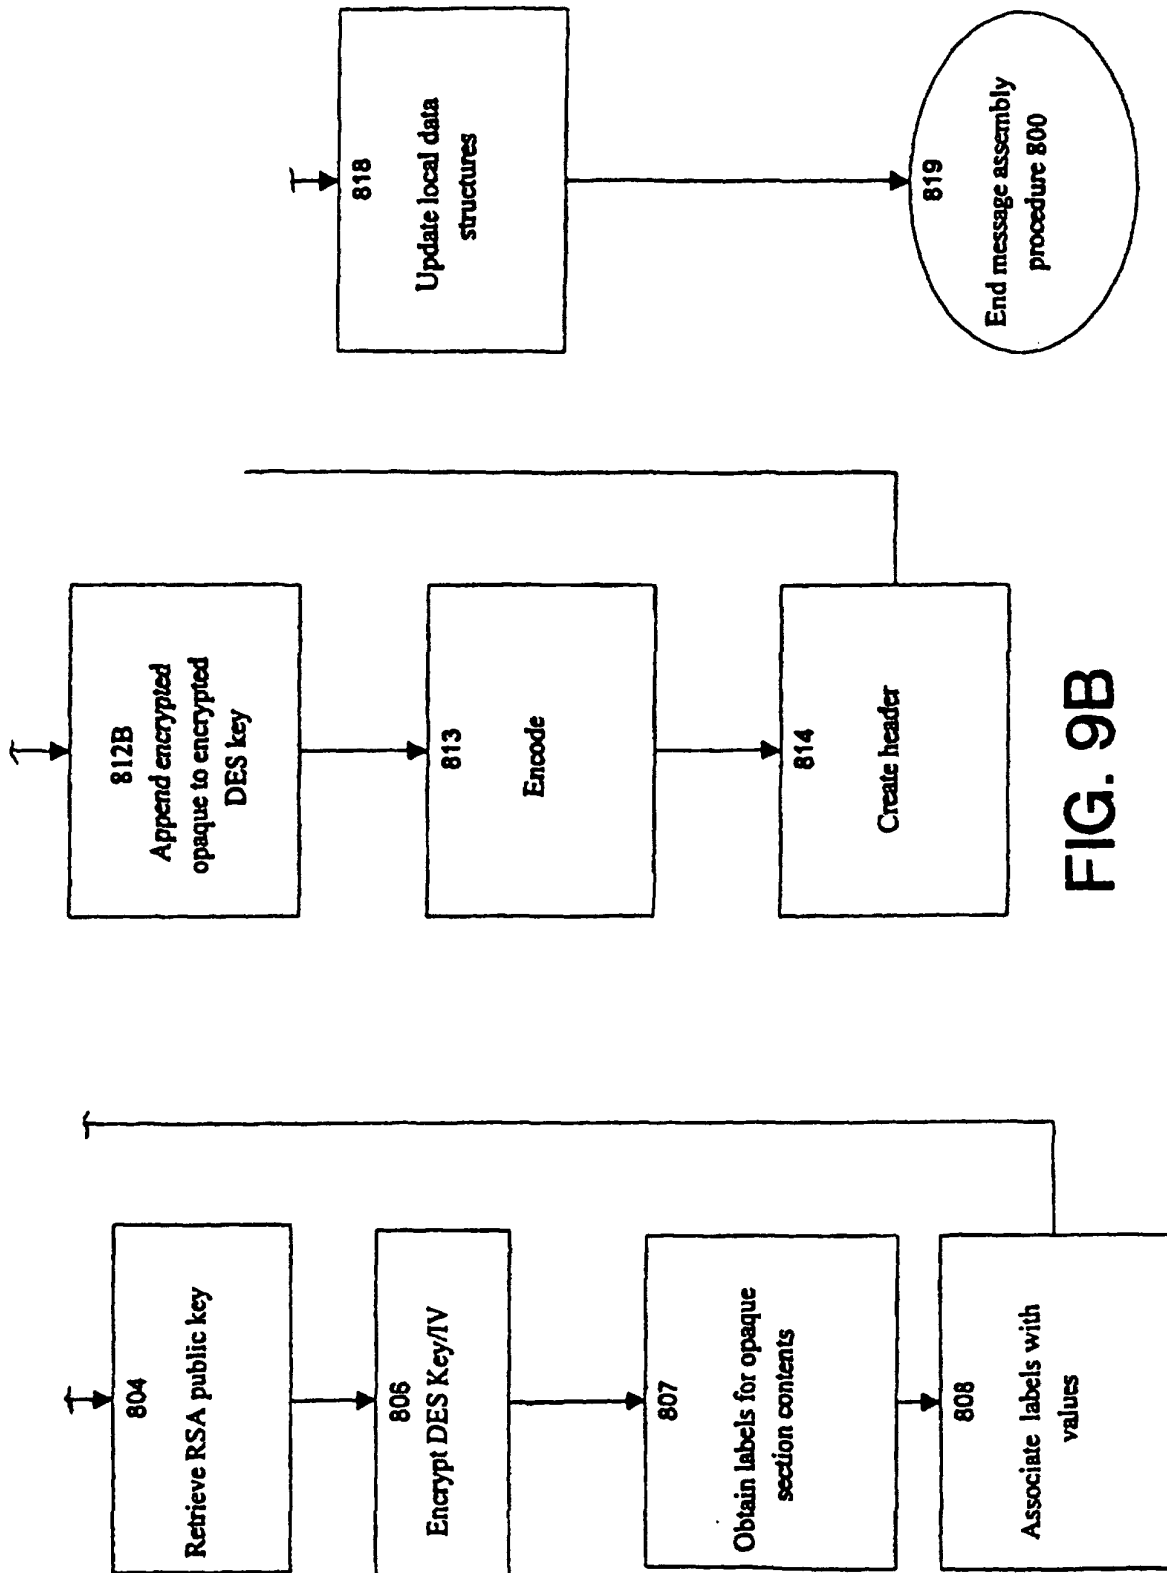 804
Retrieve RSA public key
806
Encrypt DES Key/IV
807
Obtain labels for opaque
section contents
808
Associate labels with
values
812B
Append encrypted
opaque to encrypted
DES key
813
Encode
814
Create header
818
Update local data
structures
819
End message assembly
procedure 800
FIG. 9B